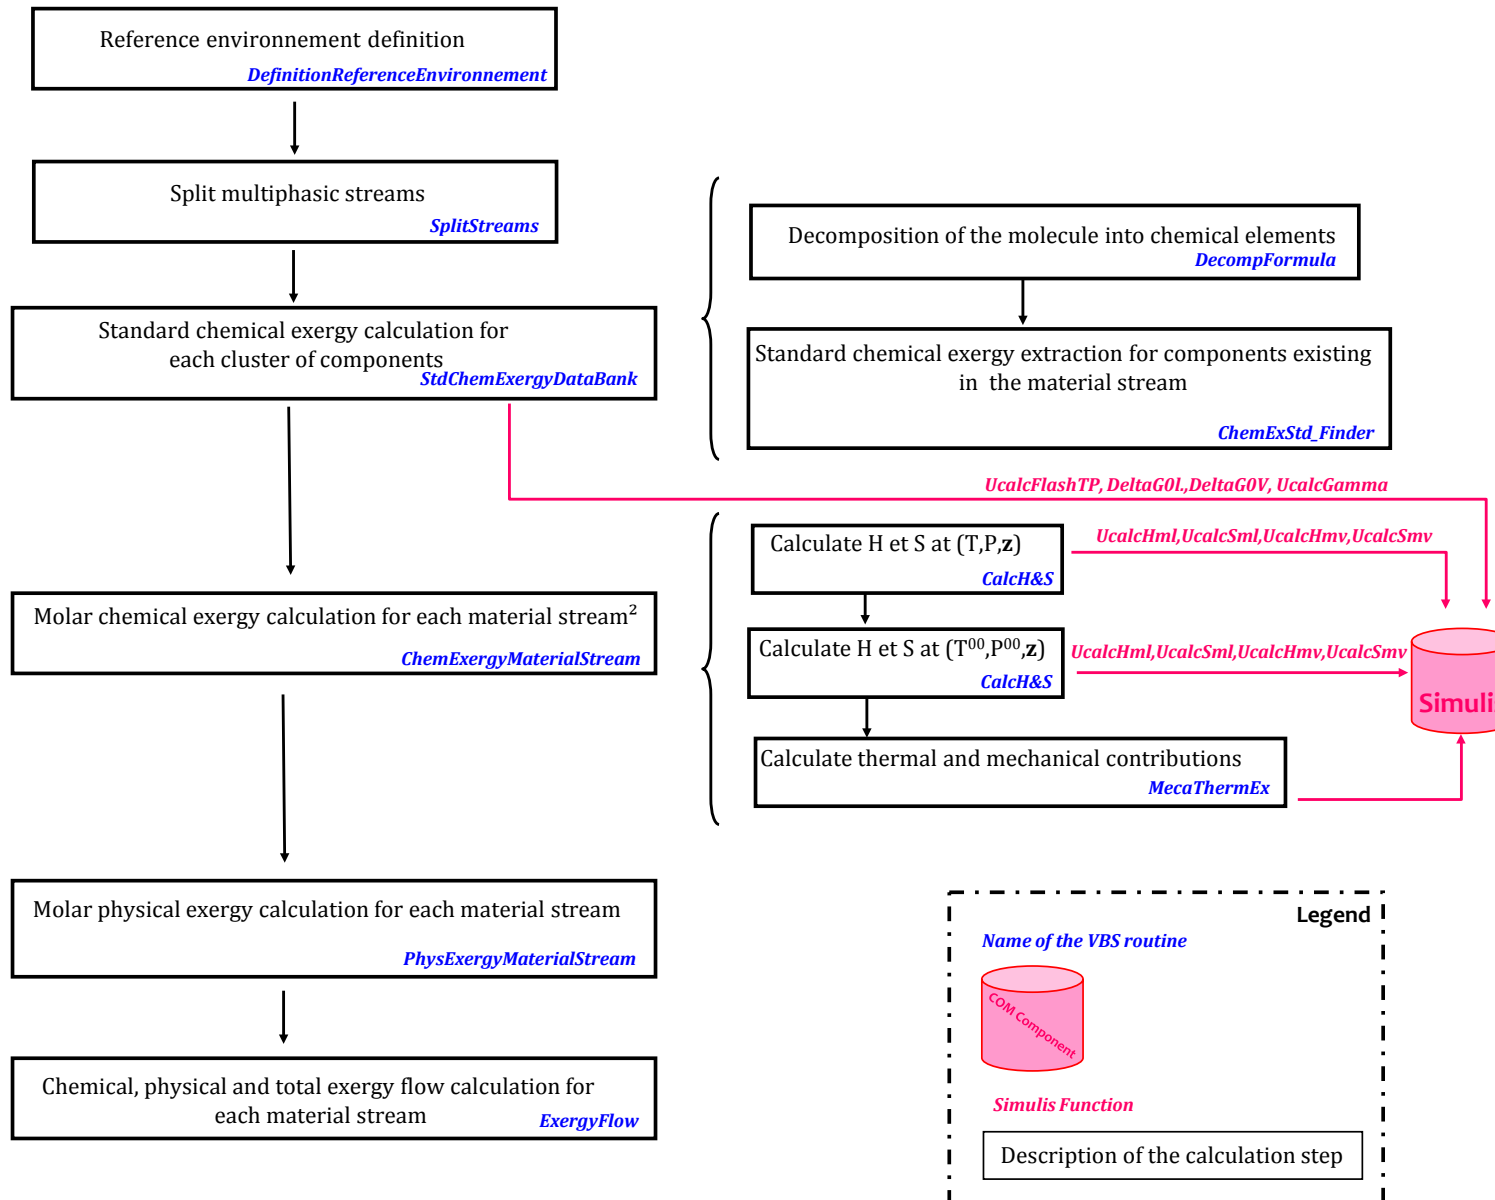 Reference environnement definition
DefinitionReferenceEnvironnement
Split multiphasic streams
SplitStreams
Standard chemical exergy calculation for
each cluster of components
StdChemExergyDataBank
Decomposition of the molecule into chemical elements
DecompFormula
Standard chemical exergy extraction for components existing
in the material stream
ChemExStd_Finder
UcalcFlashTP, DeltaG0l.,DeltaG0V, UcalcGamma
Calculate H et S at (T,P,z)
CalcH&S
UcalcHml,UcalcSml,UcalcHmv,UcalcSmv
Molar chemical exergy calculation for each material stream²
ChemExergyMaterialStream
Calculate H et S at (T⁰⁰,P⁰⁰,z)
CalcH&S
UcalcHml,UcalcSml,UcalcHmv,UcalcSmv
Simulis
Calculate thermal and mechanical contributions
MecaThermEx
Molar physical exergy calculation for each material stream
PhysExergyMaterialStream
Chemical, physical and total exergy flow calculation for
each material stream
ExergyFlow
Legend
Name of the VBS routine
COM Component
Simulis Function
Description of the calculation step